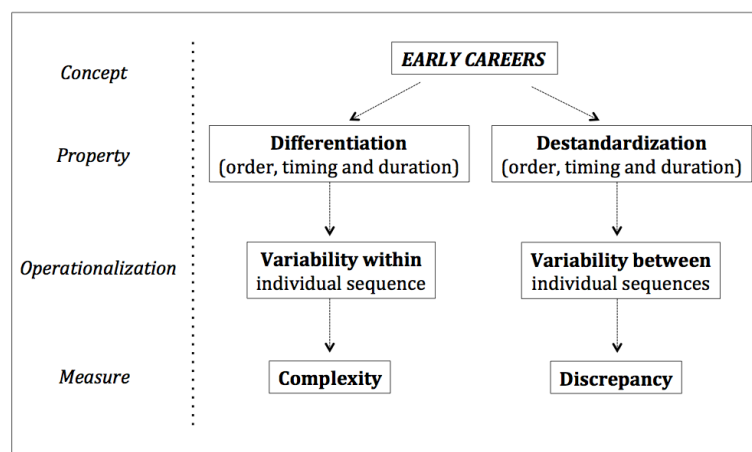 Concept
EARLY CAREERS
Property
Differentiation
(order, timing and duration)
Destandardization
(order, timing and duration)
Operationalization
Variability within
individual sequence
Variability between
individual sequences
Measure
Complexity
Discrepancy